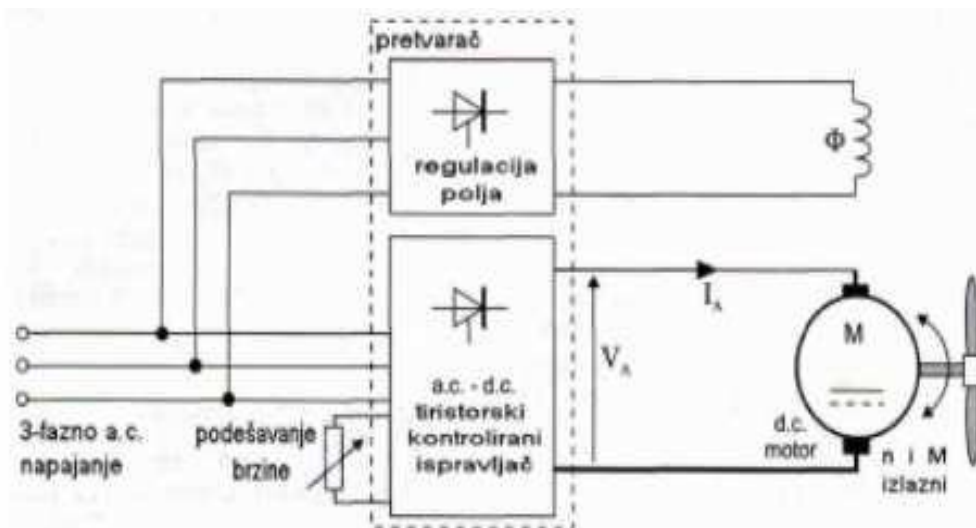 pretvarač
regulacija
polja
Φ
I_A
V_A
M
a.c. - d.c.
tiristorski
kontrolirani
ispravljač
3-fazno a.c.
napajanje
podešavanje
brzine
d.c.
motor
n i M
izlazni